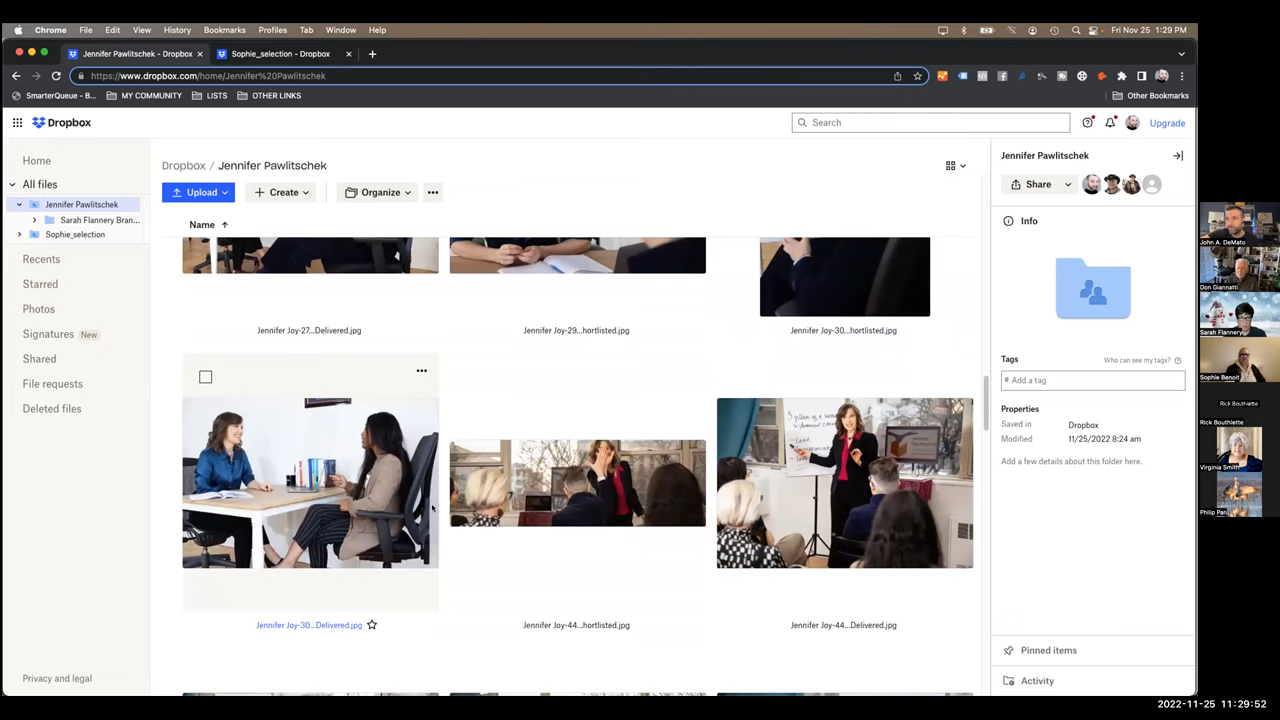 Chrome File Edit View History Bookmarks Profiles Tab Window Help Fri Nov 25 1:29 PM
Jennifer Pawlitschek - Dropbox Sophie_selection - Dropbox
https://www.dropbox.com/home/Jennifer%20Pawlitschek
SmarterQueue - B... MY COMMUNITY LISTS OTHER LINKS Other Bookmarks
Dropbox Search Upgrade
Home
All files
Jennifer Pawlitschek
Sarah Flannery Bran...
Sophie_selection
Recents
Starred
Photos
Signatures New
Shared
File requests
Deleted files
Privacy and legal
Dropbox / Jennifer Pawlitschek
Upload Create Organize
Name
Jennifer Joy-27...Delivered.jpg Jennifer Joy-29...hortlisted.jpg Jennifer Joy-30...hortlisted.jpg
Jennifer Joy-30...Delivered.jpg Jennifer Joy-44...hortlisted.jpg Jennifer Joy-44...Delivered.jpg
Jennifer Pawlitschek
Share
Info
Tags Who can see my tags?
# Add a tag
Properties
Saved in Dropbox
Modified 11/25/2022 8:24 am
Add a few details about this folder here.
Pinned items
Activity
John A. DeMato
Don Giannatti
Sarah Flannery
Sophie Benoit
Rick Bouthiette
Rick Bouthiette
Virginia Smith
Philip Pan
2022-11-25 11:29:52